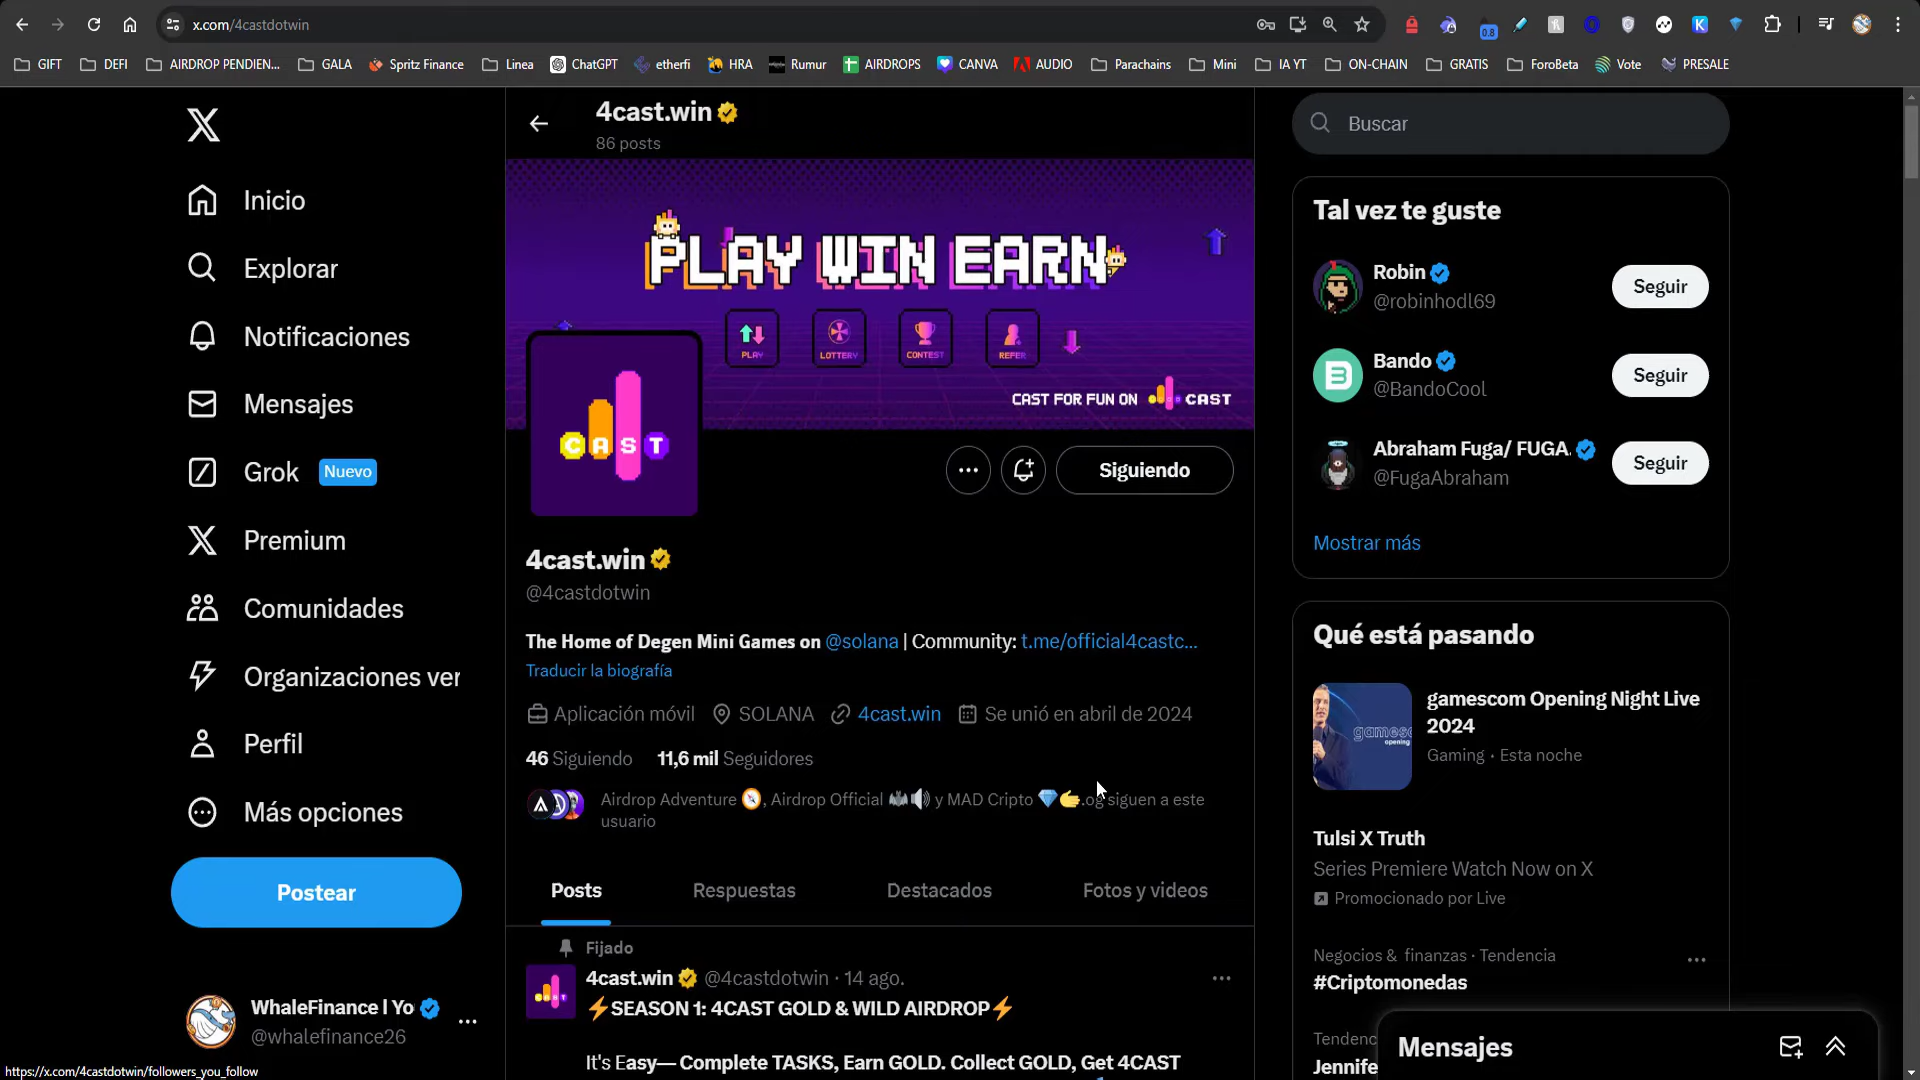 x.com/4castdotwin
0.8
GIFT
DEFI
AIRDROP PENDIEN...
GALA
Spritz Finance
Linea
ChatGPT
etherfi
HRA
Rumur
AIRDROPS
CANVA
AUDIO
Parachains
Mini
IA YT
ON-CHAIN
GRATIS
ForoBeta
Vote
PRESALE
Inicio
Explorar
Notificaciones
Mensajes
Grok Nuevo
Premium
Comunidades
Organizaciones ver
Perfil
Más opciones
Postear
WhaleFinance l Yo
@whalefinance26
https://x.com/4castdotwin/followers_you_follow
4cast.win
86 posts
PLAY WIN EARN
PLAY
LOTTERY
CONTEST
REFER
CAST FOR FUN ON CAST
CAST
Siguiendo
4cast.win
@4castdotwin
The Home of Degen Mini Games on @solana | Community: t.me/official4castc...
Traducir la biografía
Aplicación móvil SOLANA 4cast.win Se unió en abril de 2024
46 Siguiendo 11,6 mil Seguidores
Airdrop Adventure 🧭, Airdrop Official 🦇🔊 y MAD Cripto 💎🫱.og siguen a este
usuario
Posts
Respuestas
Destacados
Fotos y videos
Fijado
4cast.win @4castdotwin · 14 ago.
⚡SEASON 1: 4CAST GOLD & WILD AIRDROP⚡
It's Easy— Complete TASKS, Earn GOLD. Collect GOLD, Get 4CAST
Buscar
Tal vez te guste
Robin
@robinhodl69
Seguir
Bando
@BandoCool
Seguir
Abraham Fuga/ FUGA.
@FugaAbraham
Seguir
Mostrar más
Qué está pasando
gamescom Opening Night Live
2024
Gaming · Esta noche
Tulsi X Truth
Series Premiere Watch Now on X
Promocionado por Live
Negocios & finanzas · Tendencia
#Criptomonedas
Mensajes